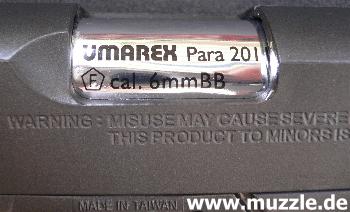 UMAREX Para 201
F cal. 6mmBB
WARNING : MISUSE MAY CAUSE SEVERE
THIS PRODUCT TO MINORS IS
MADE IN TAIWAN
www.muzzle.de